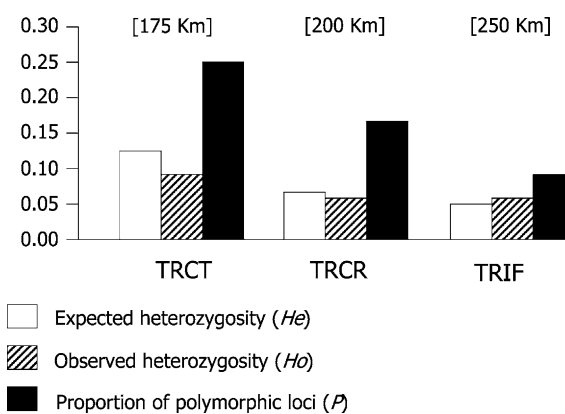 0.30
[175 Km] [200 Km] [250 Km]
0.25
0.20
0.15
0.10
0.05
0.00
TRCT TRCR TRIF
Expected heterozygosity (He)
Observed heterozygosity (Ho)
Proportion of polymorphic loci (P)